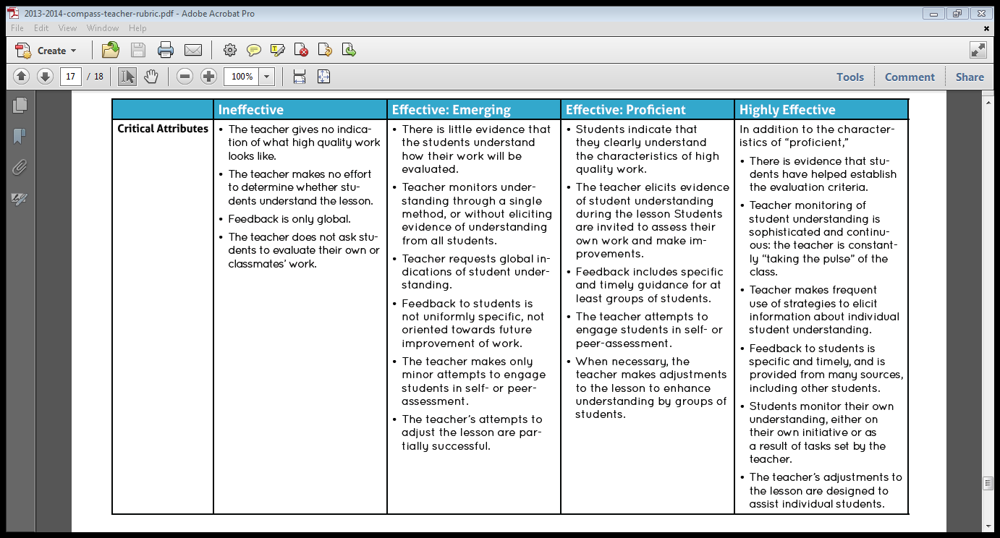 2013-2014-compass-teacher-rubric.pdf - Adobe Acrobat Pro
File Edit View Window Help
Create
17 / 18
100%
Tools Comment Share
Ineffective
Effective: Emerging
Effective: Proficient
Highly Effective
Critical Attributes
• The teacher gives no indica-
tion of what high quality work
looks like.
• The teacher makes no effort
to determine whether stu-
dents understand the lesson.
• Feedback is only global.
• The teacher does not ask stu-
dents to evaluate their own or
classmates' work.
• There is little evidence that
the students understand
how their work will be
evaluated.
• Teacher monitors under-
standing through a single
method, or without eliciting
evidence of understanding
from all students.
• Teacher requests global in-
dications of student under-
standing.
• Feedback to students is
not uniformly specific, not
oriented towards future
improvement of work.
• The teacher makes only
minor attempts to engage
students in self- or peer-
assessment.
• The teacher's attempts to
adjust the lesson are par-
tially successful.
• Students indicate that
they clearly understand
the characteristics of high
quality work.
• The teacher elicits evidence
of student understanding
during the lesson Students
are invited to assess their
own work and make im-
provements.
• Feedback includes specific
and timely guidance for at
least groups of students.
• The teacher attempts to
engage students in self- or
peer-assessment.
• When necessary, the
teacher makes adjustments
to the lesson to enhance
understanding by groups of
students.
In addition to the character-
istics of "proficient,"
• There is evidence that stu-
dents have helped establish
the evaluation criteria.
• Teacher monitoring of
student understanding is
sophisticated and continu-
ous: the teacher is constant-
ly "taking the pulse" of the
class.
• Teacher makes frequent
use of strategies to elicit
information about individual
student understanding.
• Feedback to students is
specific and timely, and is
provided from many sources,
including other students.
• Students monitor their own
understanding, either on
their own initiative or as
a result of tasks set by the
teacher.
• The teacher's adjustments to
the lesson are designed to
assist individual students.